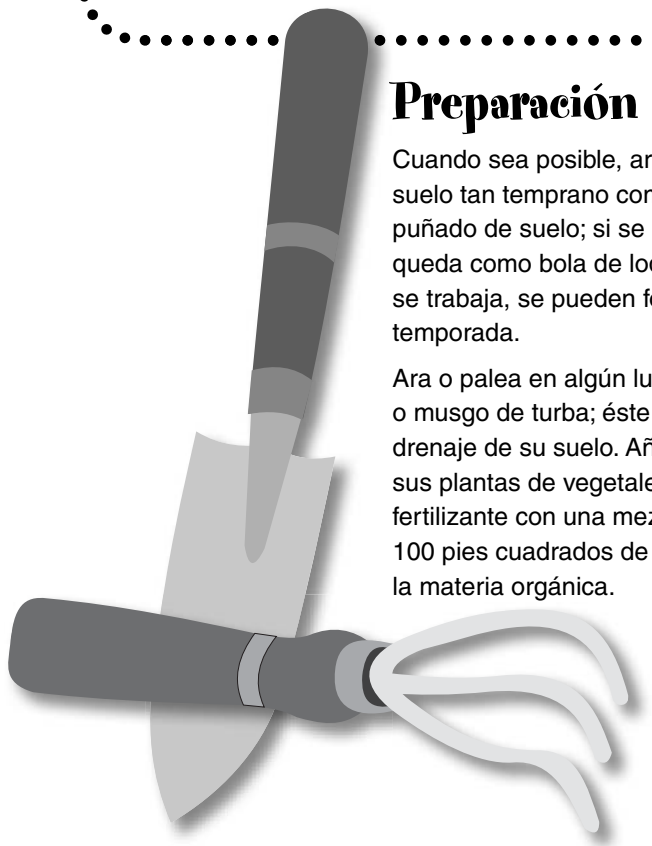 Preparación
Cuando sea posible, ar
suelo tan temprano con
puñado de suelo; si se
queda como bola de lo
se trabaja, se pueden f
temporada.
Ara o palea en algún lu
o musgo de turba; éste
drenaje de su suelo. Añ
sus plantas de vegetale
fertilizante con una mez
100 pies cuadrados de
la materia orgánica.